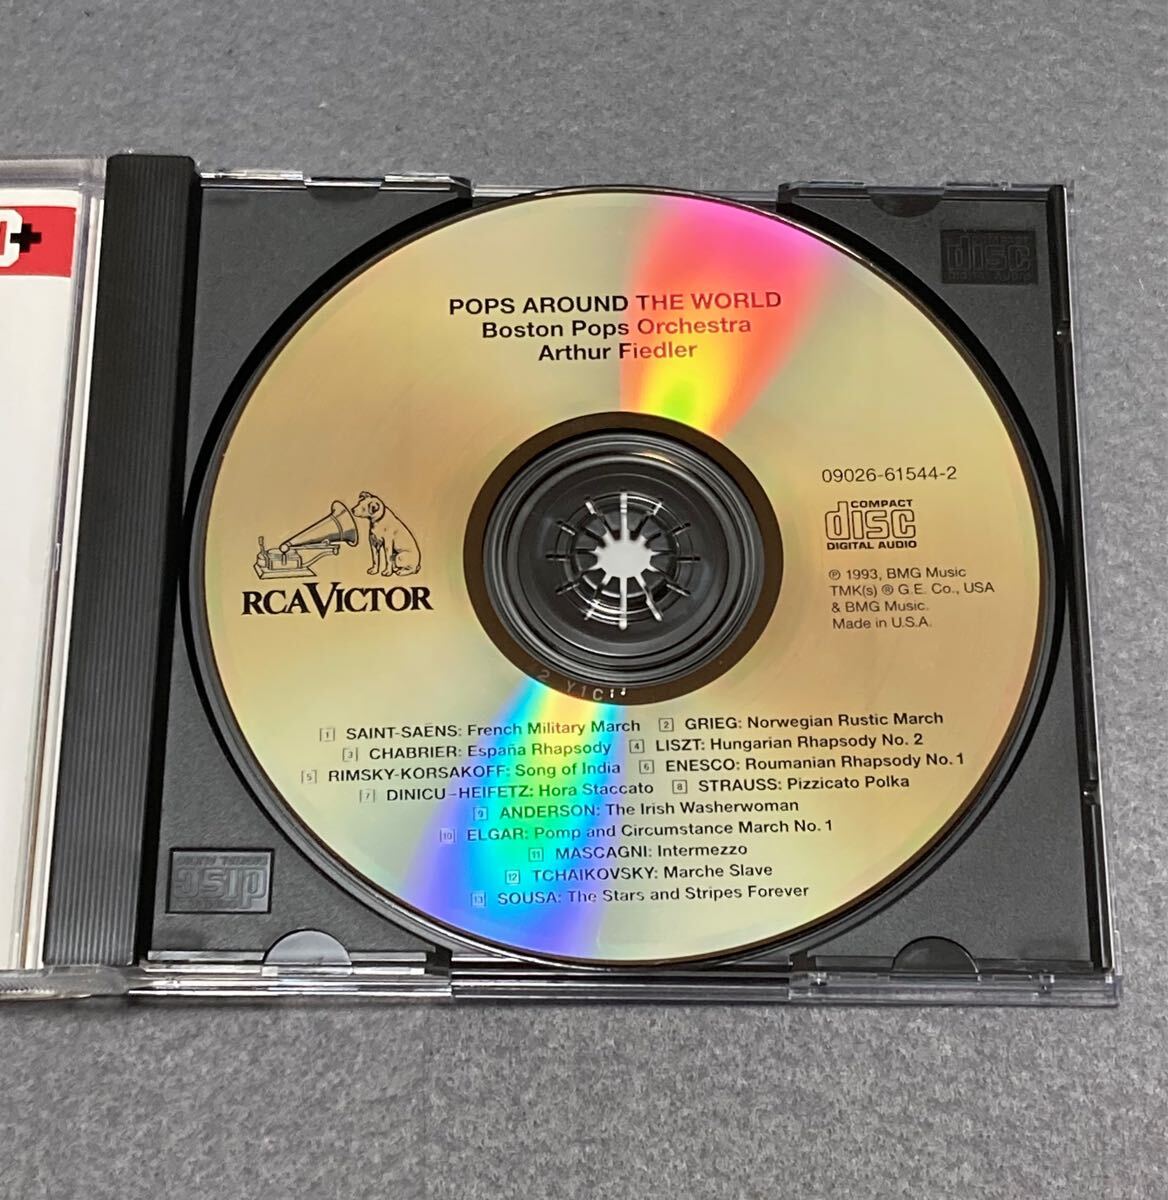 C+
POPS AROUND THE WORLD
Boston Pops Orchestra
Arthur Fiedler
09026-61544-2
COMPACT
disc
DIGITAL AUDIO
℗ 1993, BMG Music
TMK(s) ® G.E. Co., USA
& BMG Music.
Made in U.S.A.
RCA VICTOR
1 SAINT-SAËNS: French Military March 2 GRIEG: Norwegian Rustic March
3 CHABRIER: España Rhapsody 4 LISZT: Hungarian Rhapsody No. 2
5 RIMSKY-KORSAKOFF: Song of India 6 ENESCO: Roumanian Rhapsody No. 1
7 DINICU–HEIFETZ: Hora Staccato 8 STRAUSS: Pizzicato Polka
9 ANDERSON: The Irish Washerwoman
10 ELGAR: Pomp and Circumstance March No. 1
11 MASCAGNI: Intermezzo
12 TCHAIKOVSKY: Marche Slave
13 SOUSA: The Stars and Stripes Forever
disc
disc